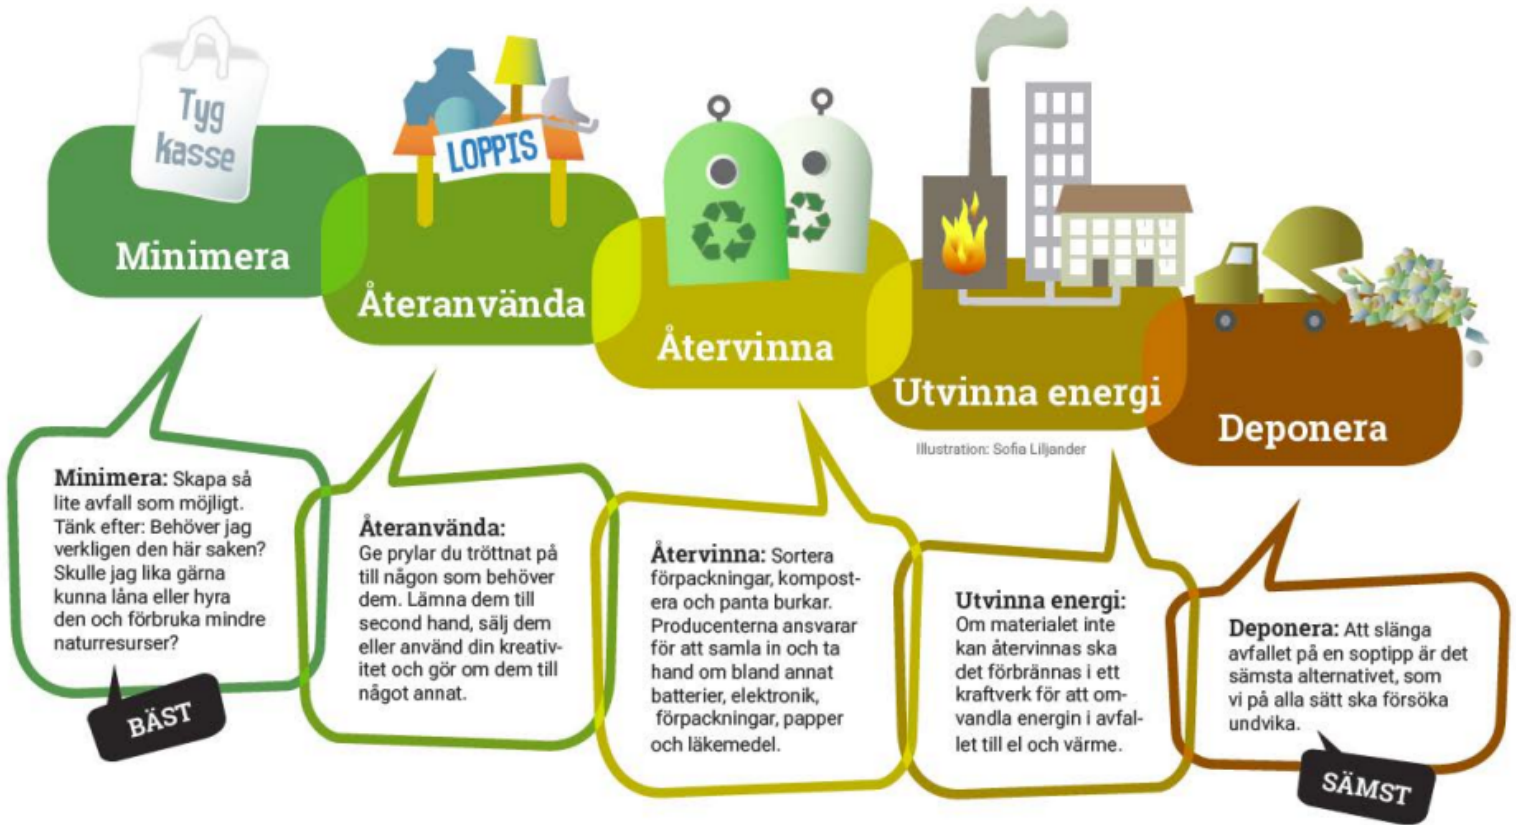 Tyg
kasse
LOPPIS
Minimera
Återanvända
Återvinna
Utvinna energi
Deponera
Illustration: Sofia Liljander
Minimera: Skapa så
lite avfall som möjligt.
Tänk efter: Behöver jag
verkligen den här saken?
Skulle jag lika gärna
kunna låna eller hyra
den och förbruka mindre
naturresurser?
BÄST
Återanvända:
Ge prylar du tröttnat på
till någon som behöver
dem. Lämna dem till
second hand, sälj dem
eller använd din kreativ-
itet och gör om dem till
något annat.
Återvinna: Sortera
förpackningar, kompost-
era och panta burkar.
Producenterna ansvarar
för att samla in och ta
hand om bland annat
batterier, elektronik,
förpackningar, papper
och läkemedel.
Utvinna energi:
Om materialet inte
kan återvinnas ska
det förbrännas i ett
kraftverk för att om-
vandla energin i avfal-
let till el och värme.
Deponera: Att slänga
avfallet på en soptipp är det
sämsta alternativet, som
vi på alla sätt ska försöka
undvika.
SÄMST